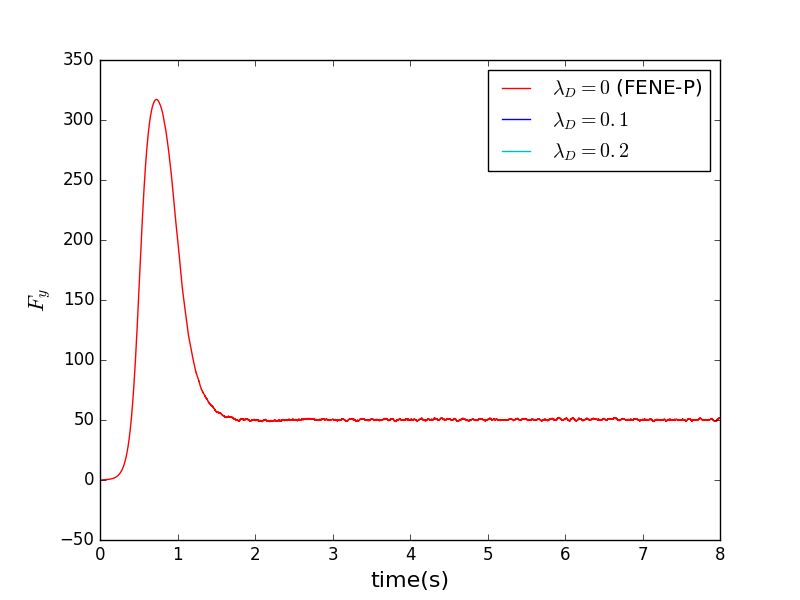 350
300
250
200
150
100
50
0
−50
F_y
0 1 2 3 4 5 6 7 8
time(s)
λ_D = 0 (FENE-P)
λ_D = 0.1
λ_D = 0.2